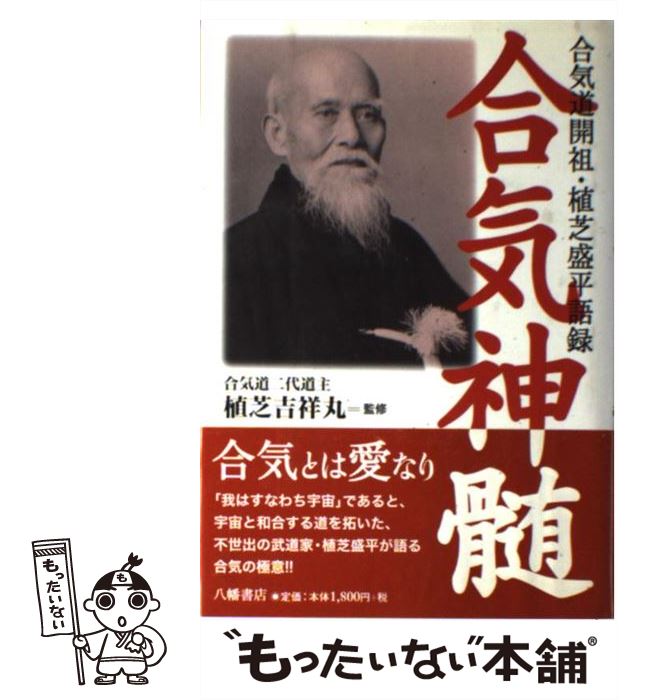 合気道開祖・植芝盛平語録
合気神髄
合気道二代道主
植芝吉祥丸=監修
合気とは愛なり
「我はすなわち宇宙」であると、
宇宙と和合する道を拓いた、
不世出の武道家・植芝盛平が語る
合気の極意!!
八幡書店 ●定価:本体1,800円+税
もったいない
も
"もったいない"本舗®